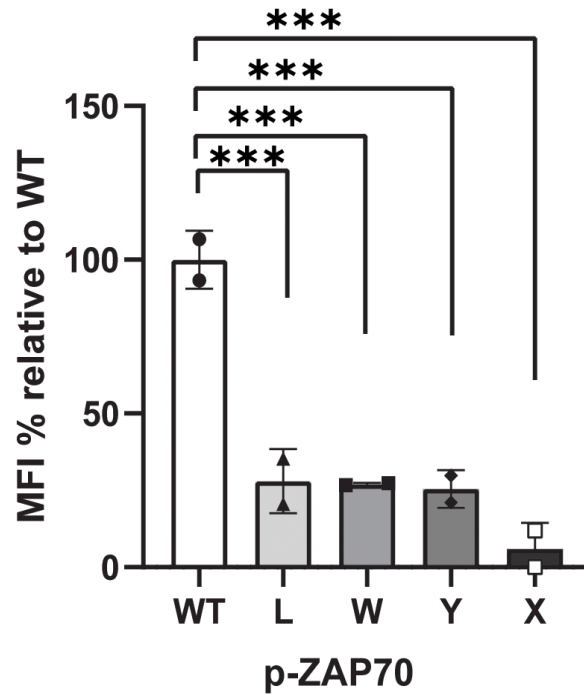 ***
***
***
***
150
100
50
0
MFI % relative to WT
WT L W Y X
p-ZAP70